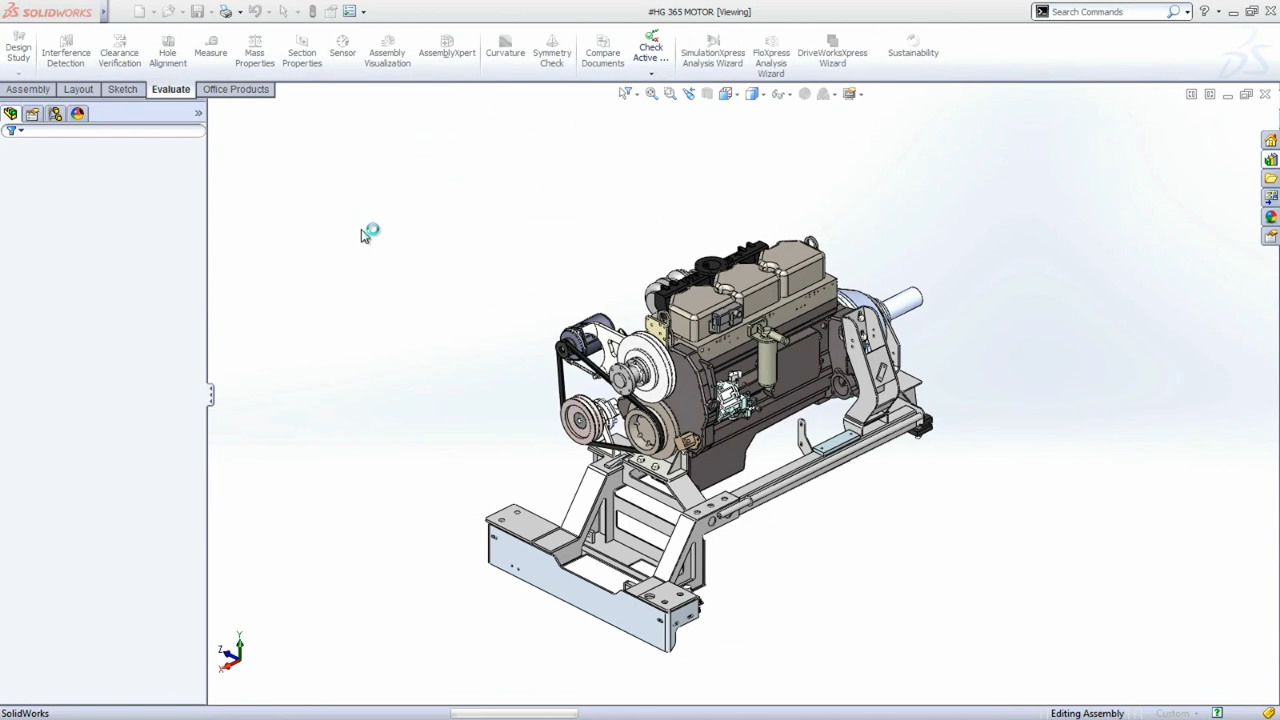 SOLIDWORKS
#HG 365 MOTOR [Viewing]
Search Commands
Design Study
Interference Detection
Clearance Verification
Hole Alignment
Measure
Mass Properties
Section Properties
Sensor
Assembly Visualization
AssemblyXpert
Curvature
Symmetry Check
Compare Documents
Check Active ...
SimulationXpress Analysis Wizard
FloXpress Analysis Wizard
DriveWorksXpress Wizard
Sustainability
Assembly
Layout
Sketch
Evaluate
Office Products
Y
Z
X
SolidWorks
Editing Assembly
Custom